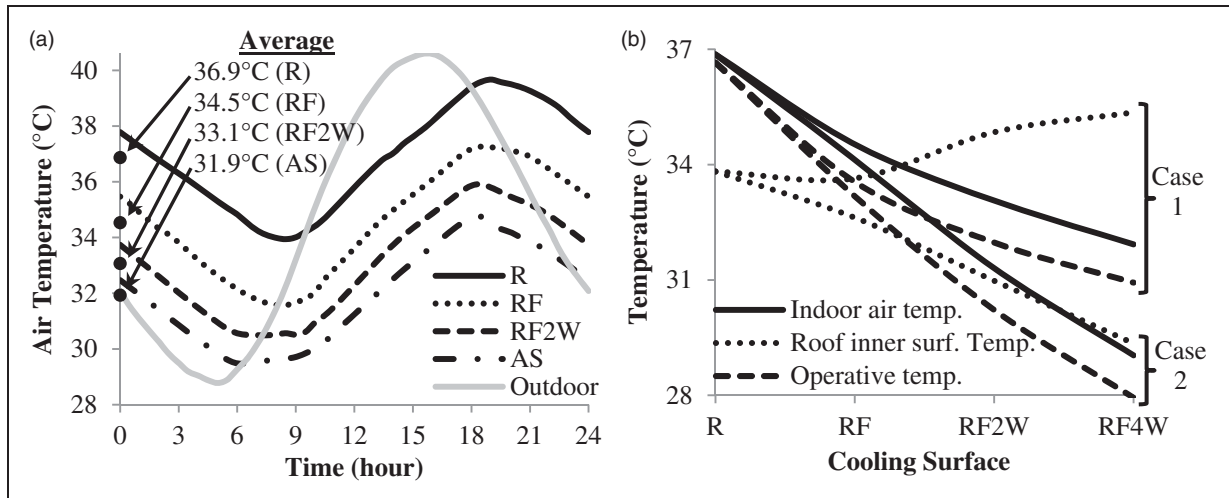 (a)
Average
36.9°C (R)
34.5°C (RF)
33.1°C (RF2W)
31.9°C (AS)
40
38
36
34
32
30
28
Air Temperature (°C)
R
RF
RF2W
AS
Outdoor
0 3 6 9 12 15 18 21 24
Time (hour)
(b)
37
34
31
28
Temperature (°C)
Case
1
Case
2
Indoor air temp.
Roof inner surf. Temp.
Operative temp.
R RF RF2W RF4W
Cooling Surface